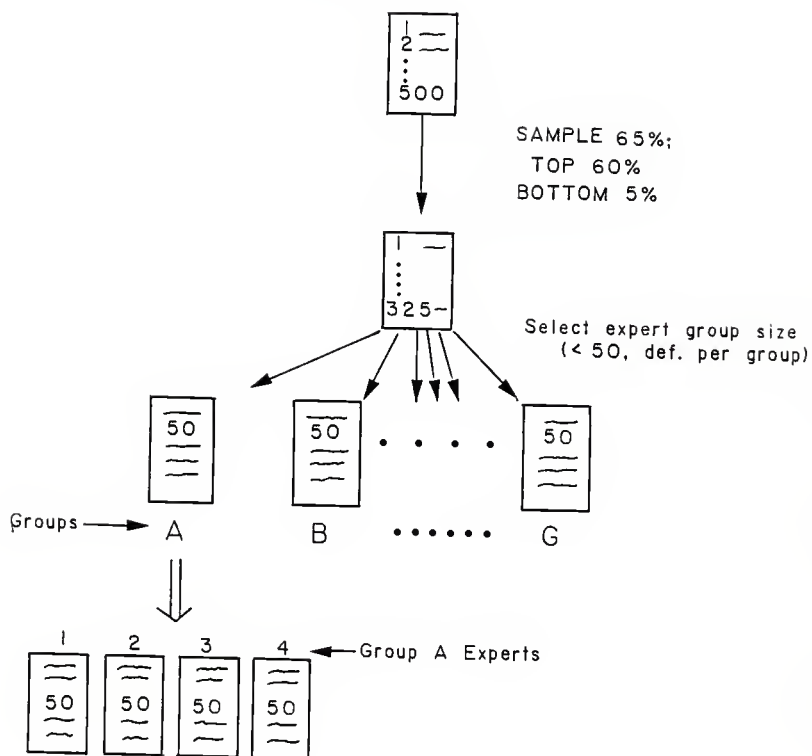 1
2
500
SAMPLE 65%;
TOP 60%
BOTTOM 5%
1
325
Select expert group size
(< 50, def. per group)
50
50
50
Groups
A
B
G
1
2
3
4
Group A Experts
50
50
50
50